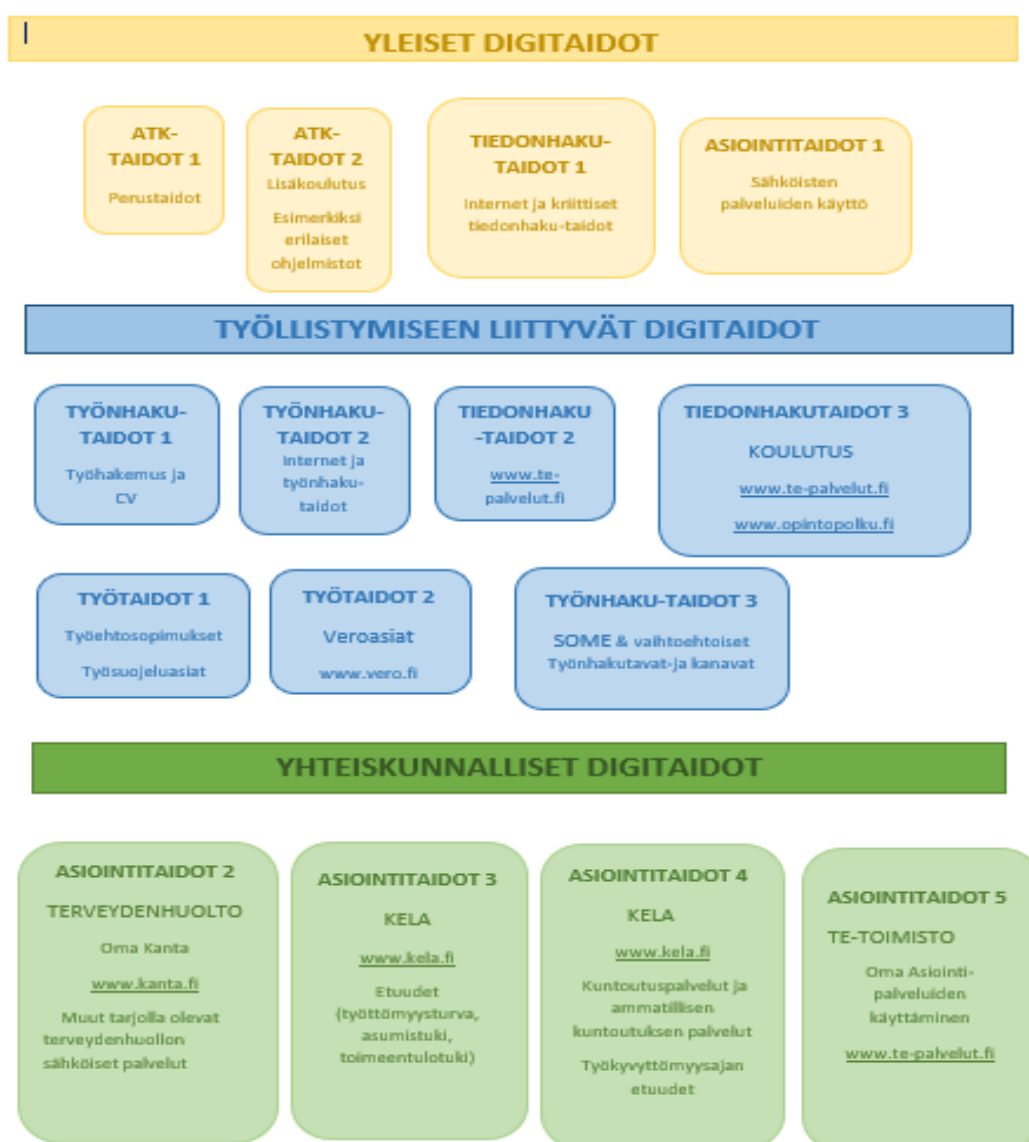 YLEISET DIGITAIDOT
ATK-
TAIDOT 1
Perustaidot
ATK-
TAIDOT 2
Lisäkoulutus
Esimerkiksi
erilaiset
ohjelmistot
TIEDONHAKU-
TAIDOT 1
Internet ja kriittiset
tiedonhaku-taidot
ASIOINTITAIDOT 1
Sähköisten
palveluiden käyttö
TYÖLLISTYMISEEN LIITTYVÄT DIGITAIDOT
TYÖNHAKU-
TAIDOT 1
Työhakemus ja
CV
TYÖNHAKU-
TAIDOT 2
Internet ja
työnhaku-
taidot
TIEDONHAKU
-TAIDOT 2
www.te-
palvelut.fi
TIEDONHAKUTAIDOT 3
KOULUTUS
www.te-palvelut.fi
www.opintopolku.fi
TYÖTAIDOT 1
Työehtosopimukset
Työsuojeluasiat
TYÖTAIDOT 2
Veroasiat
www.vero.fi
TYÖNHAKU-TAIDOT 3
SOME & vaihtoehtoiset
Työnhakutavat-ja kanavat
YHTEISKUNNALLISET DIGITAIDOT
ASIOINTITAIDOT 2
TERVEYDENHUOLTO
Oma Kanta
www.kanta.fi
Muut tarjolla olevat
terveydenhuollon
sähköiset palvelut
ASIOINTITAIDOT 3
KELA
www.kela.fi
Etuudet
(työttömyysturva,
asumistuki,
toimeentulotuki)
ASIOINTITAIDOT 4
KELA
www.kela.fi
Kuntoutuspalvelut ja
ammatillisen
kuntoutuksen palvelut
Työkyvyttömyysajan
etuudet
ASIOINTITAIDOT 5
TE-TOIMISTO
Oma Asiointi-
palveluiden
käyttäminen
www.te-palvelut.fi